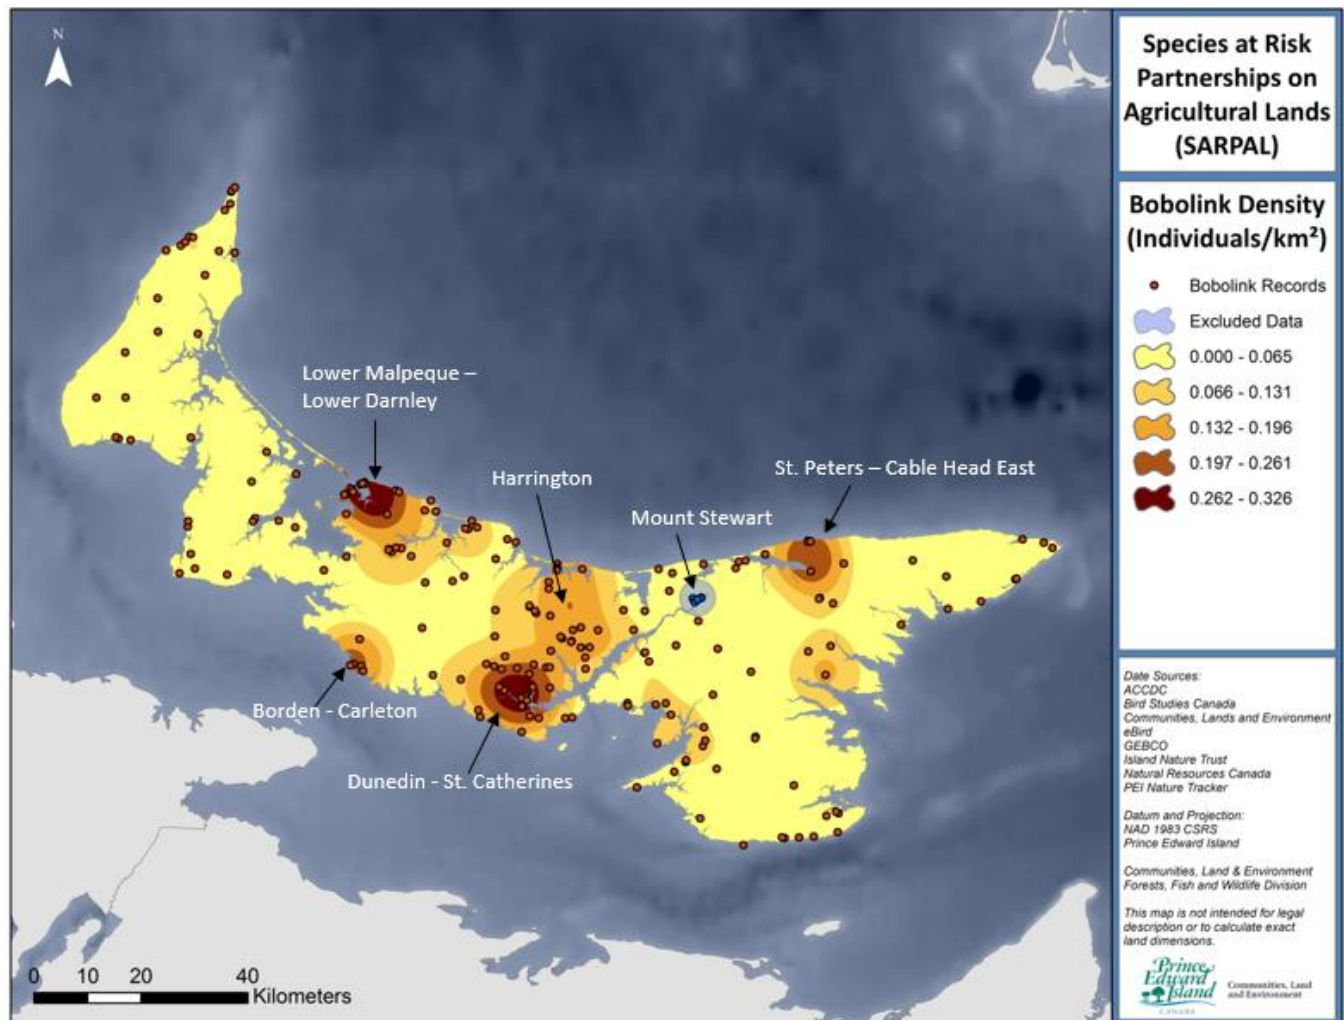 N
Lower Malpeque –
Lower Darnley
Harrington
St. Peters – Cable Head East
Mount Stewart
Borden - Carleton
Dunedin - St. Catherines
0 10 20 40
Kilometers
Species at Risk
Partnerships on
Agricultural Lands
(SARPAL)
Bobolink Density
(Individuals/km²)
Bobolink Records
Excluded Data
0.000 - 0.065
0.066 - 0.131
0.132 - 0.196
0.197 - 0.261
0.262 - 0.326
Date Sources:
ACCDC
Bird Studies Canada
Communities, Lands and Environment
eBird
GEBCO
Island Nature Trust
Natural Resources Canada
PEI Nature Tracker
Datum and Projection:
NAD 1983 CSRS
Prince Edward Island
Communities, Land & Environment
Forests, Fish and Wildlife Division
This map is not intended for legal
description or to calculate exact
land dimensions.
Prince
Edward
Island
CANADA
Communities, Land
and Environment